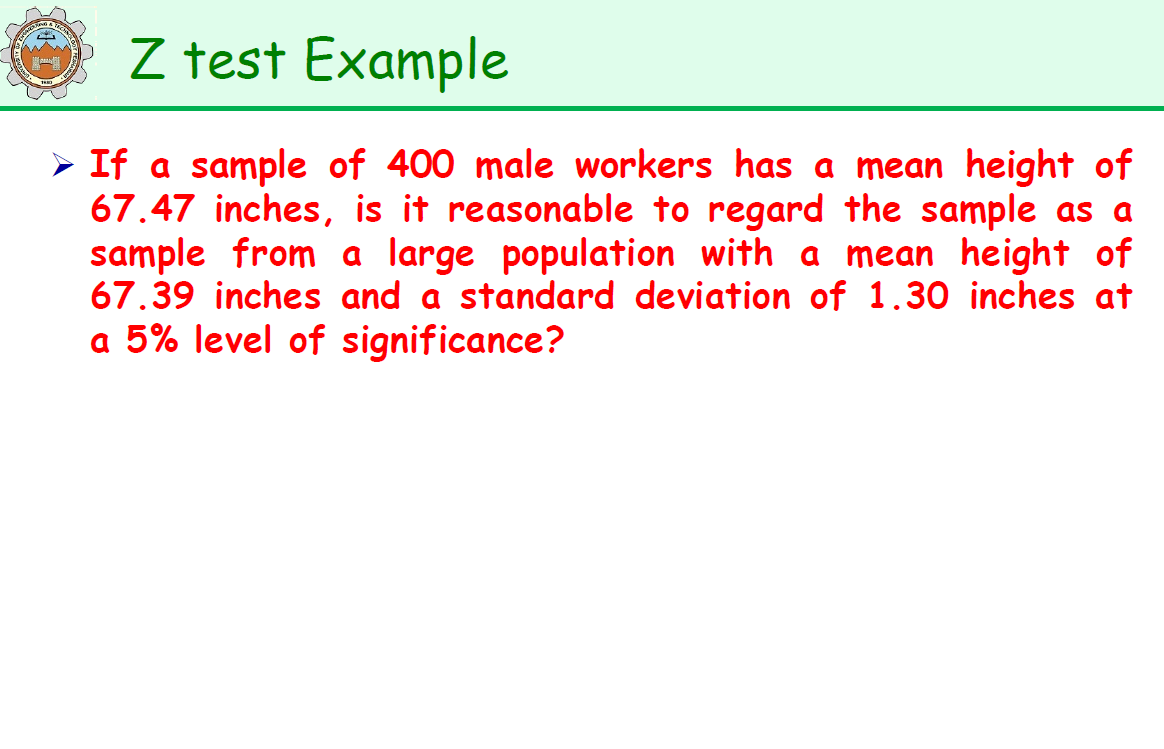 Z test Example
If a sample of 400 male workers has a mean height of
67.47 inches, is it reasonable to regard the sample as a
sample from a large population with a mean height of
67.39 inches and a standard deviation of 1.30 inches at
a 5% level of significance?